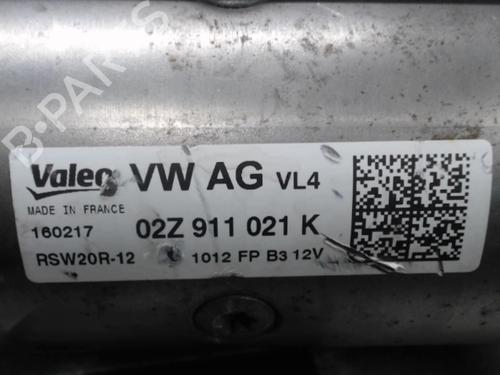 B-PARTS
Valeo VW AG VL4
MADE IN FRANCE
160217 02Z 911 021 K
RSW20R-12 1012 FP B3 12V